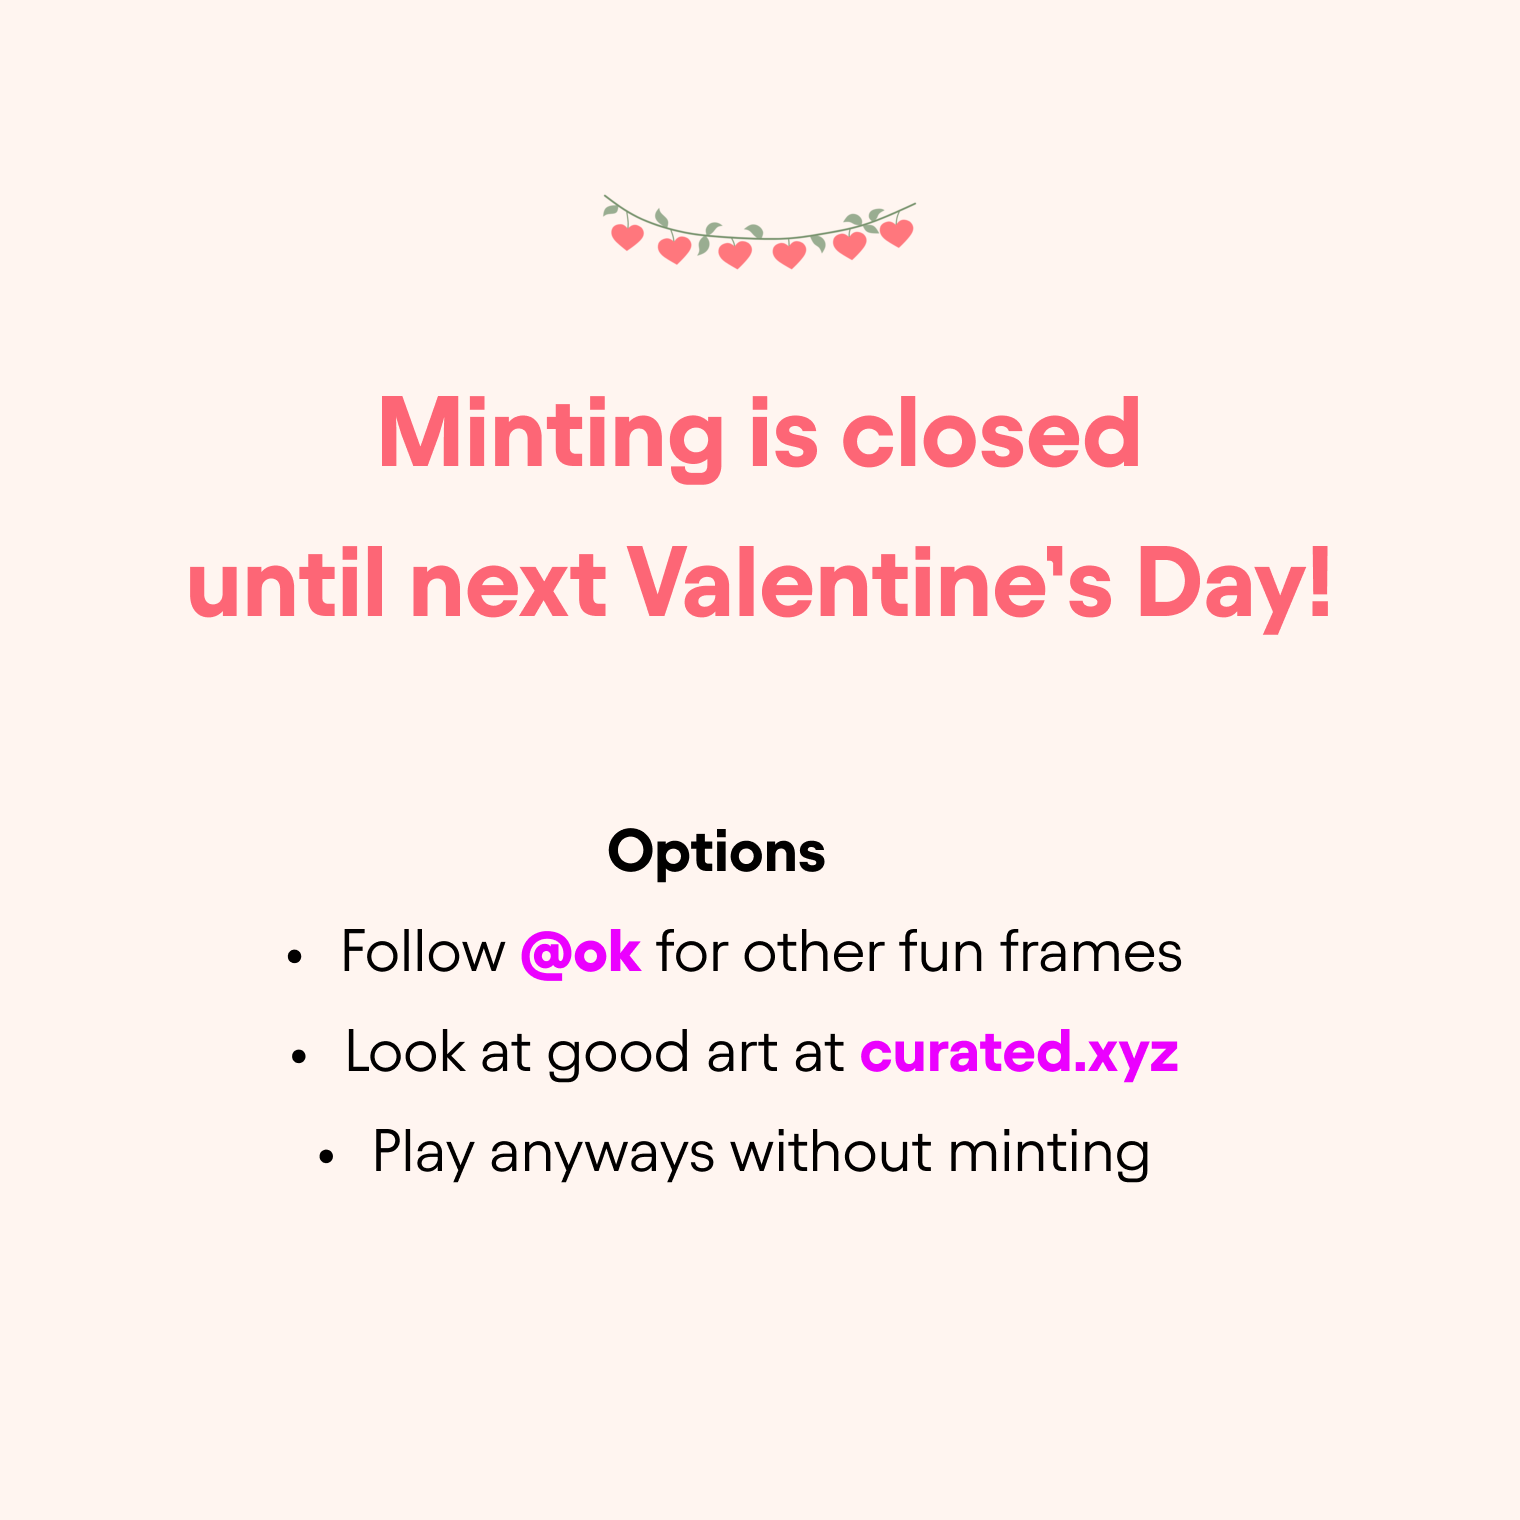 Minting is closed
until next Valentine's Day!
Options
• Follow @ok for other fun frames
• Look at good art at curated.xyz
• Play anyways without minting